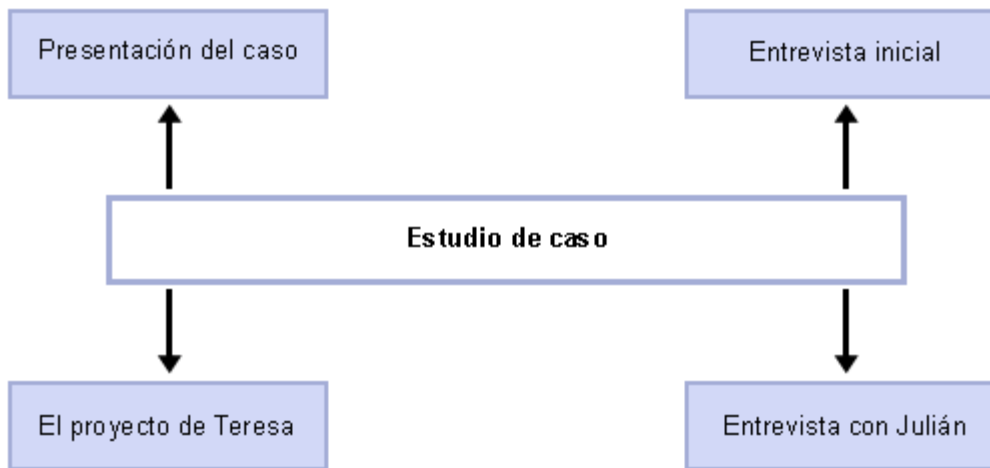 Presentación del caso
Entrevista inicial
Estudio de caso
El proyecto de Teresa
Entrevista con Julián